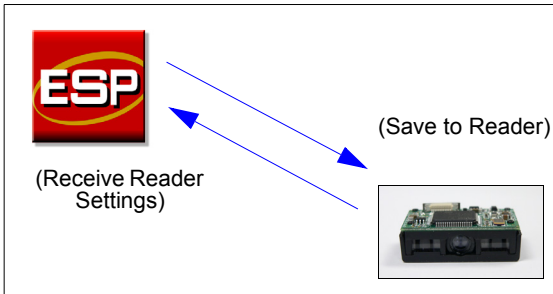 ESP
(Save to Reader)
(Receive Reader
Settings)